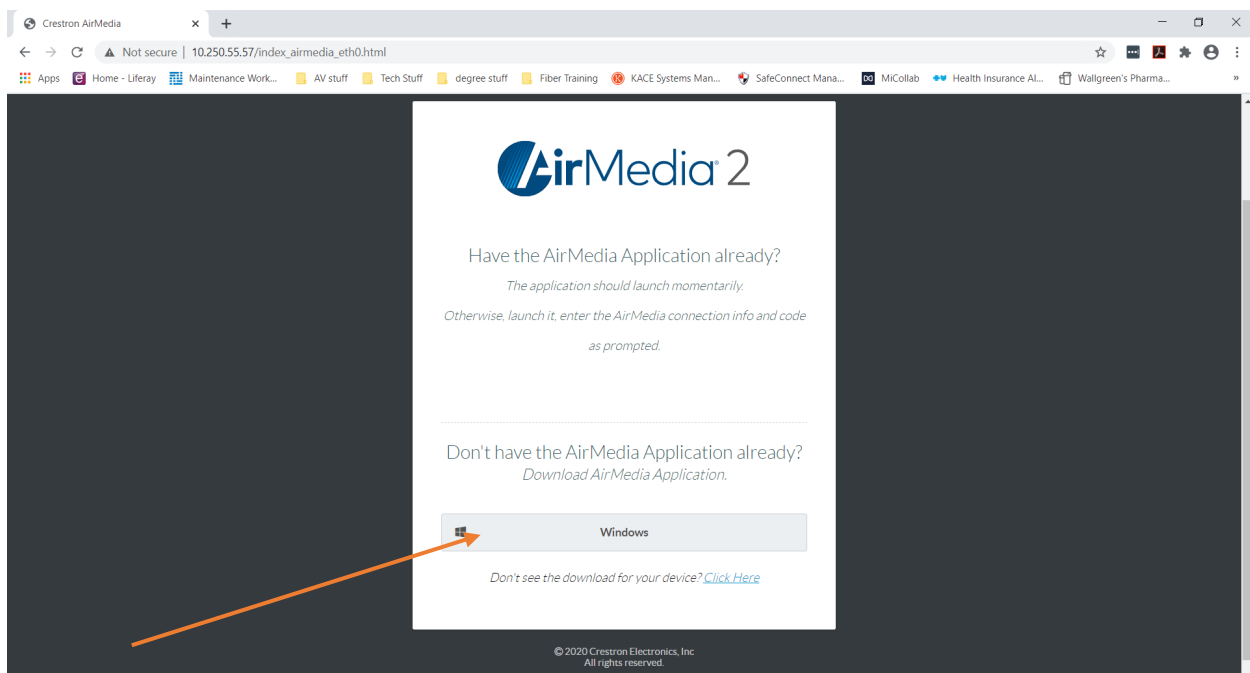 Crestron AirMedia
Not secure | 10.250.55.57/index_airmedia_eth0.html
Apps Home - Liferay Maintenance Work... AV stuff Tech Stuff degree stuff Fiber Training KACE Systems Man... SafeConnect Mana... MiCollab Health Insurance Al... Wallgreen's Pharma... »
AirMedia® 2
Have the AirMedia Application already?
The application should launch momentarily.
Otherwise, launch it, enter the AirMedia connection info and code
as prompted.
Don't have the AirMedia Application already?
Download AirMedia Application.
Windows
Don't see the download for your device? Click Here
© 2020 Crestron Electronics, Inc
All rights reserved.